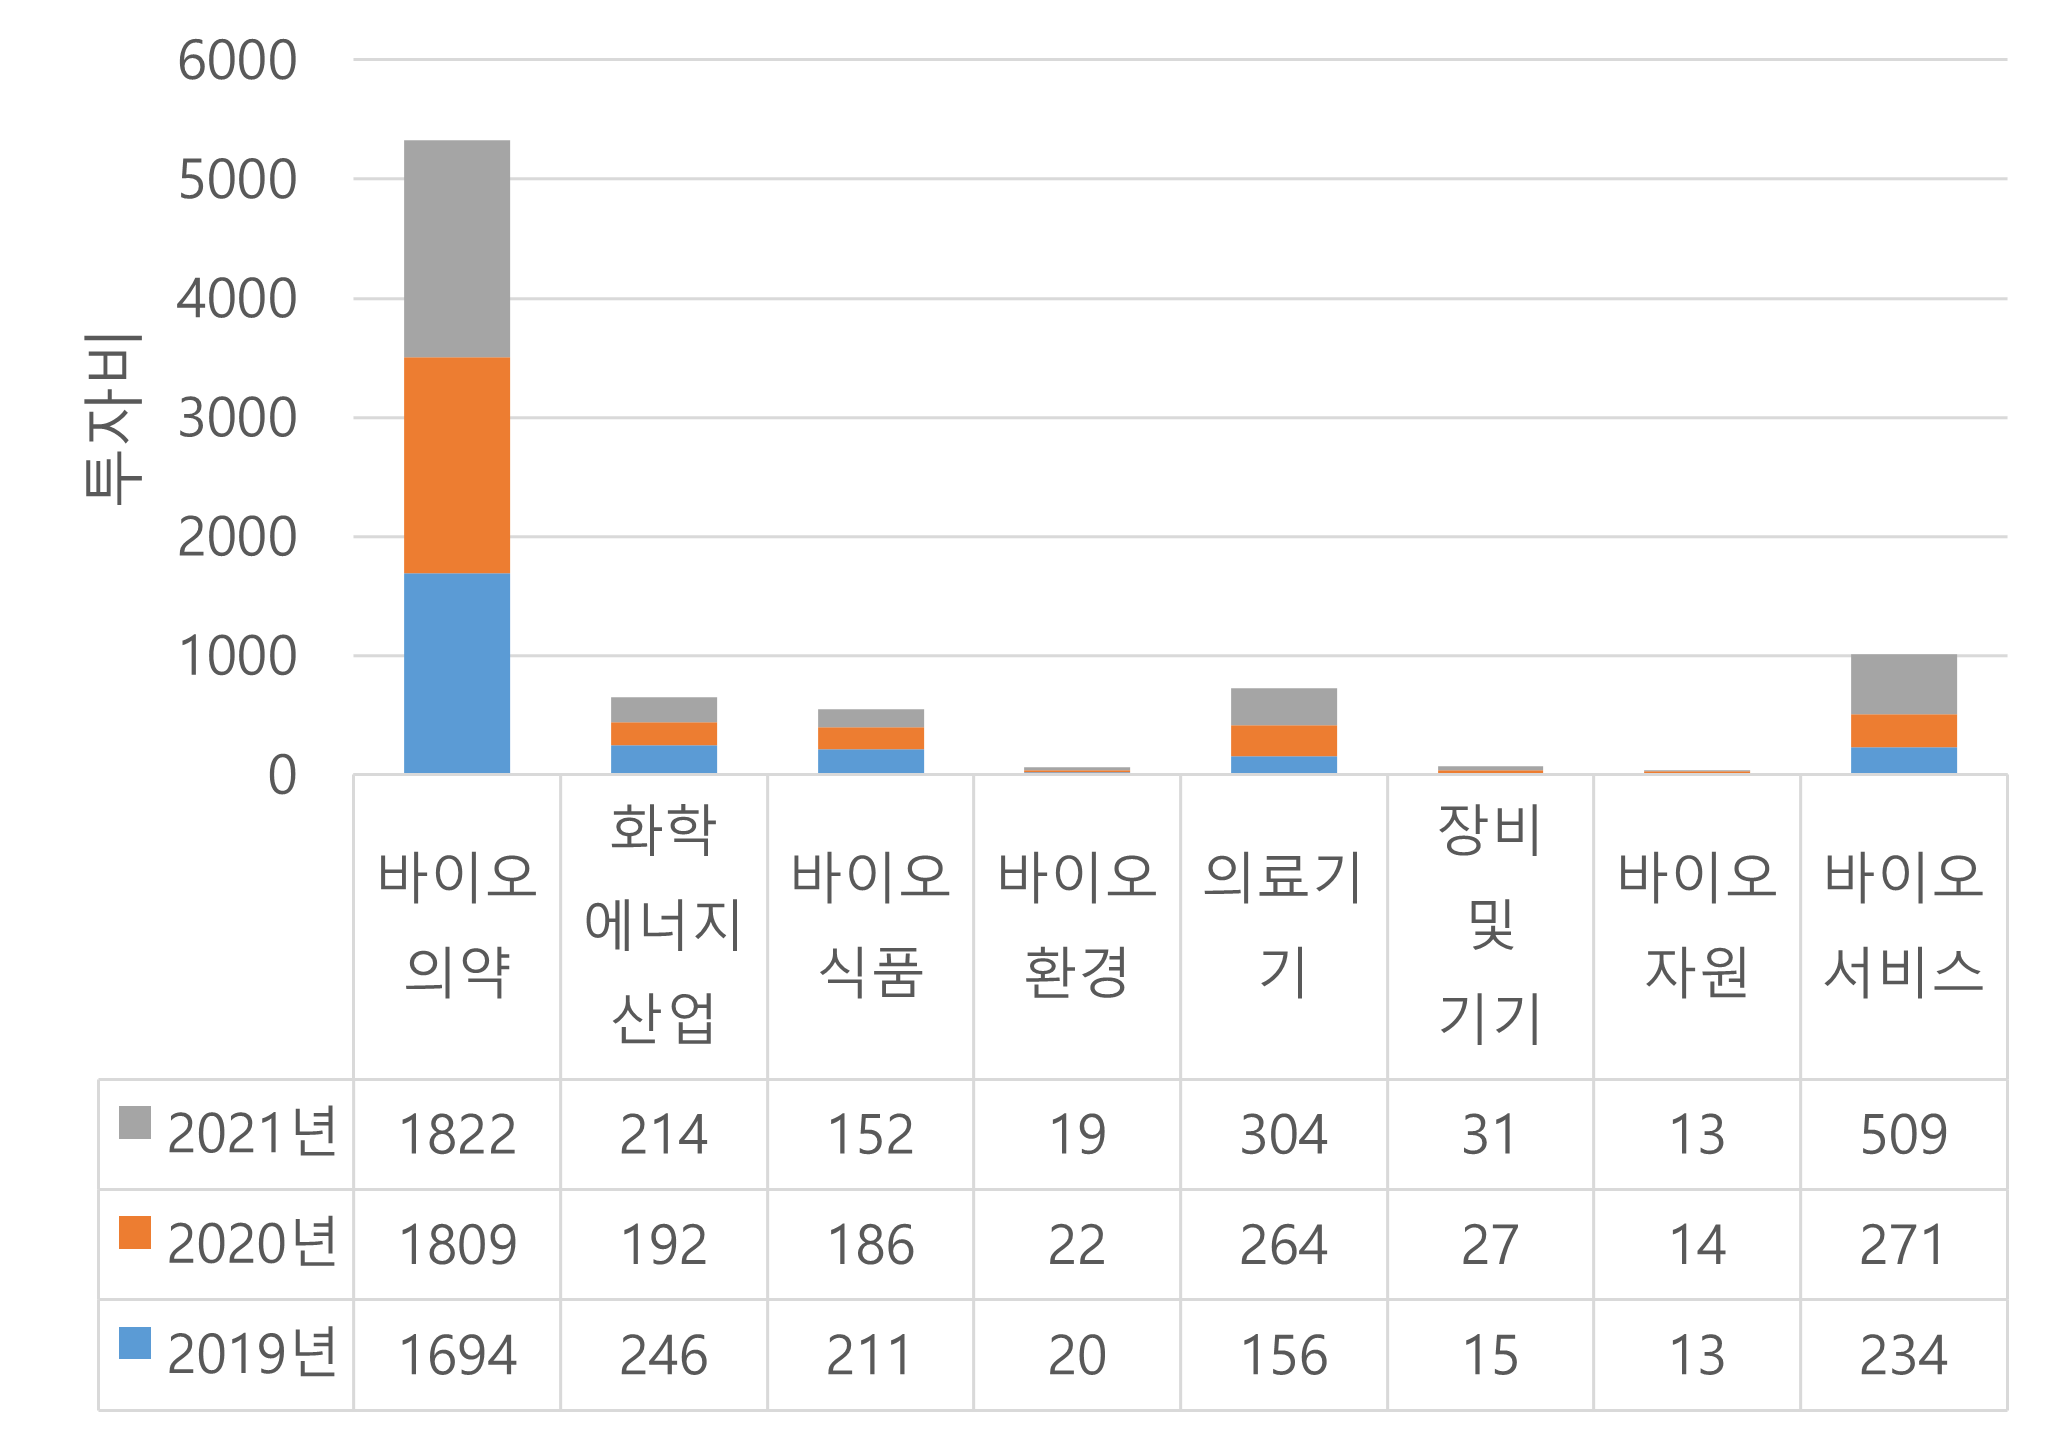 6000
5000
4000
3000
2000
1000
0
투자비
바이오
의약
화학
에너지
산업
바이오
식품
바이오
환경
의료기
기
장비
및
기기
바이오
자원
바이오
서비스
2021년 1822 214 152 19 304 31 13 509
2020년 1809 192 186 22 264 27 14 271
2019년 1694 246 211 20 156 15 13 234